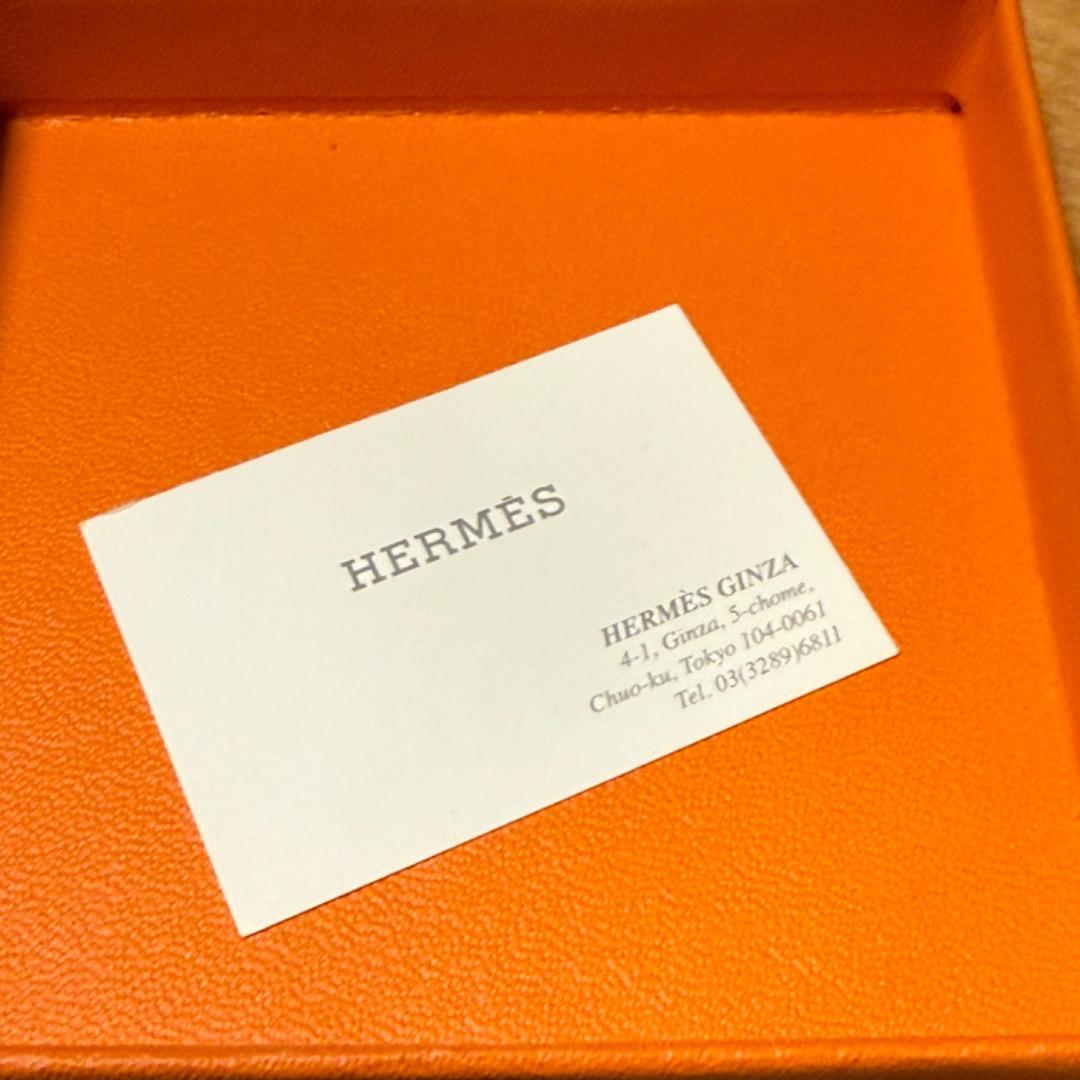 HERMÈS
HERMÈS GINZA
4-1, Ginza, 5-chome,
Chuo-ku, Tokyo 104-0061
Tel. 03(3289)6811